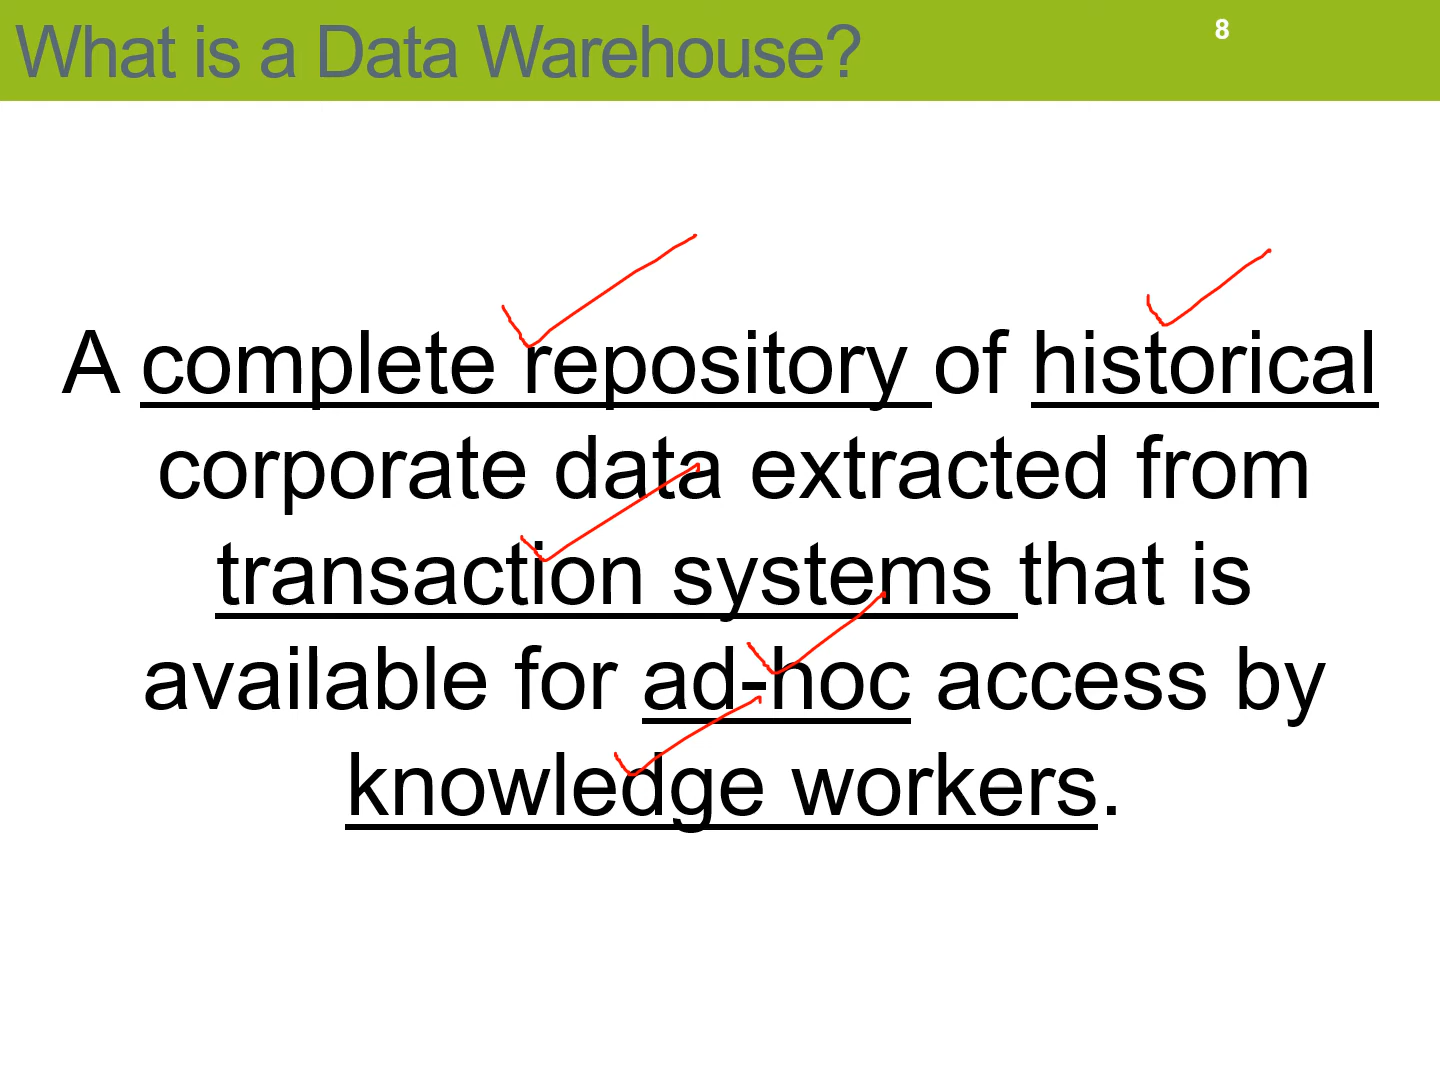 What is a Data Warehouse?
8
A complete repository of historical
corporate data extracted from
transaction systems that is
available for ad-hoc access by
knowledge workers.